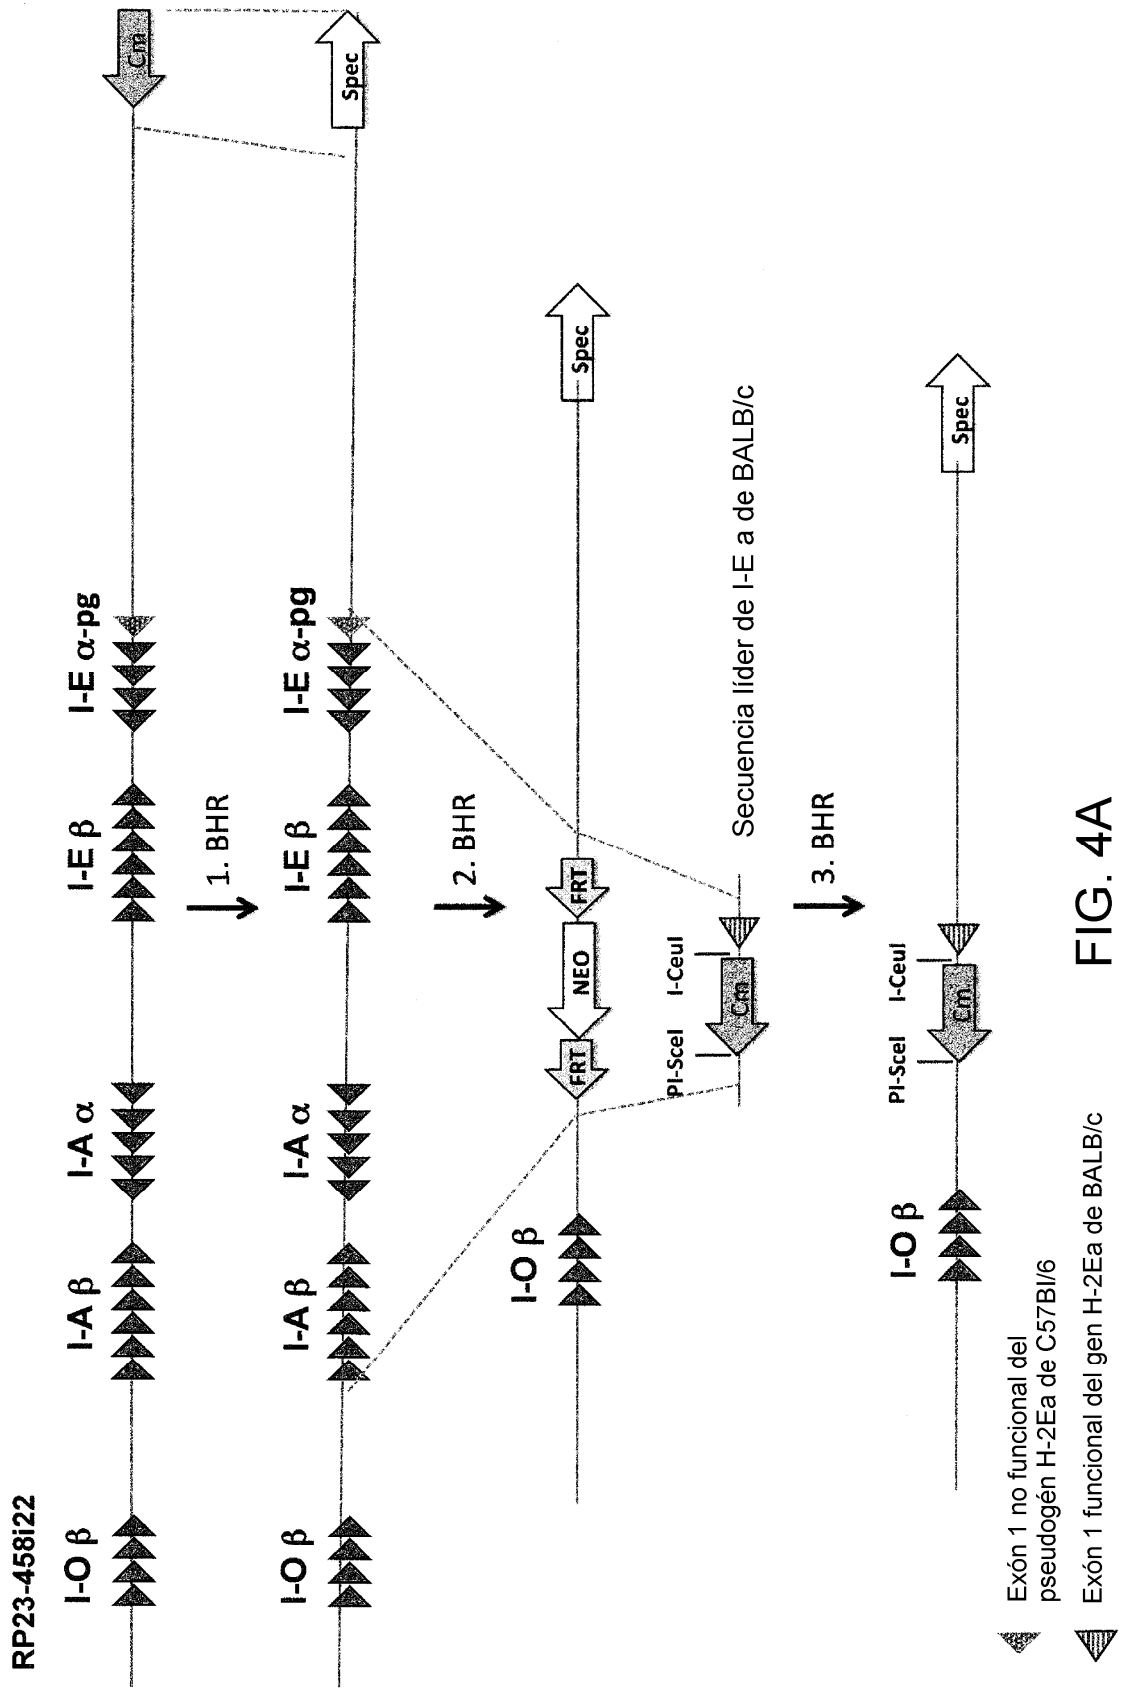 RP23-458i22
I-O β
I-A β
I-A α
I-E β
I-E α-pg
Cm
1. BHR
I-O β
I-A β
I-A α
I-E β
I-E α-pg
Spec
2. BHR
I-O β
FRT
NEO
FRT
Spec
PI-SceI
I-CeuI
Cm
Secuencia líder de I-E a de BALB/c
3. BHR
I-O β
PI-SceI
I-CeuI
Cm
Spec
Exón 1 no funcional del
pseudogén H-2Ea de C57Bl/6
Exón 1 funcional del gen H-2Ea de BALB/c
FIG. 4A